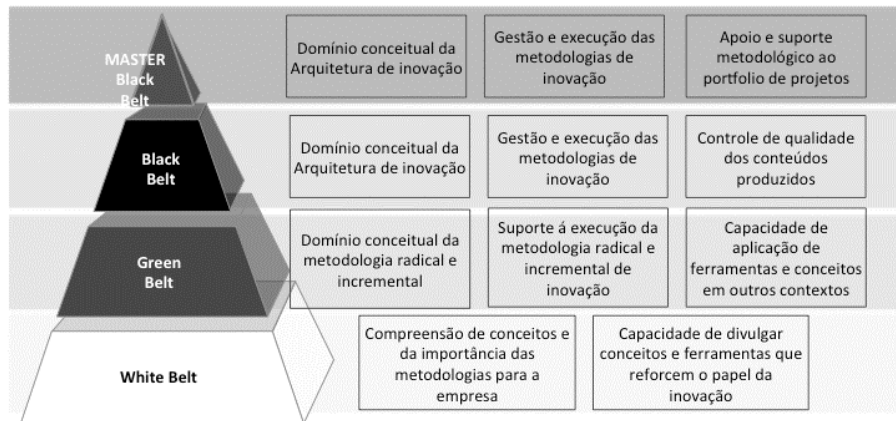 MASTER
Black
Belt
Domínio conceitual da
Arquitetura de inovação
Gestão e execução das
metodologias de
inovação
Apoio e suporte
metodológico ao
portfolio de projetos
Black
Belt
Domínio conceitual da
Arquitetura de inovação
Gestão e execução das
metodologias de
inovação
Controle de qualidade
dos conteúdos
produzidos
Green
Belt
Domínio conceitual da
metodologia radical e
incremental
Suporte á execução da
metodologia radical e
incremental de
inovação
Capacidade de
aplicação de
ferramentas e conceitos
em outros contextos
White Belt
Compreensão de conceitos e
da importância das
metodologias para a
empresa
Capacidade de divulgar
conceitos e ferramentas que
reforcem o papel da
inovação